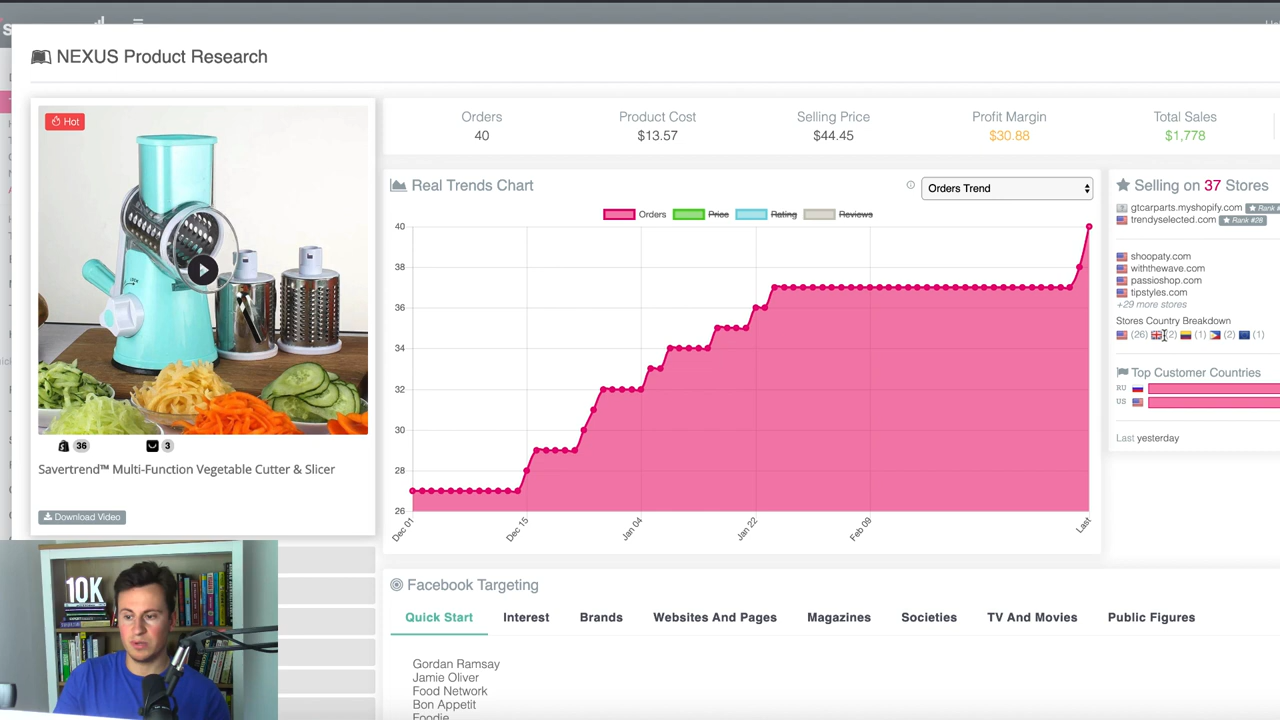 NEXUS Product Research
Hot
Orders
40
Product Cost
$13.57
Selling Price
$44.45
Profit Margin
$30.88
Total Sales
$1,778
Real Trends Chart
Orders Trend
Orders
Price
Rating
Reviews
40
38
36
34
32
30
28
26
Dec 01
Dec 15
Jan 04
Jan 22
Feb 09
Last
Selling on 37 Stores
gtcarparts.myshopify.com Rank
trendyselected.com Rank #26
shoopaty.com
withthewave.com
passioshop.com
tipstyles.com
+29 more stores
Stores Country Breakdown
(26) (2) (1) (2) (1)
Top Customer Countries
RU
US
Last yesterday
36
3
Savertrend™ Multi-Function Vegetable Cutter & Slicer
Download Video
10K
Facebook Targeting
Quick Start
Interest
Brands
Websites And Pages
Magazines
Societies
TV And Movies
Public Figures
Gordan Ramsay
Jamie Oliver
Food Network
Bon Appetit
Foodie